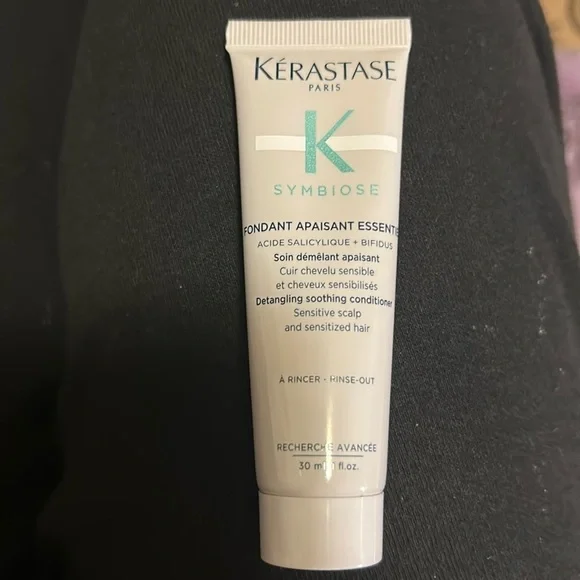 KÉRASTASE
PARIS
K
SYMBIOSE
FONDANT APAISANT ESSENTIE
ACIDE SALICYLIQUE + BIFIDUS
Soin démêlant apaisant
Cuir chevelu sensible
et cheveux sensibilisés
Detangling soothing conditioner
Sensitive scalp
and sensitized hair
À RINCER - RINSE-OUT
RECHERCHE AVANCÉE
30 ml 1 fl.oz.